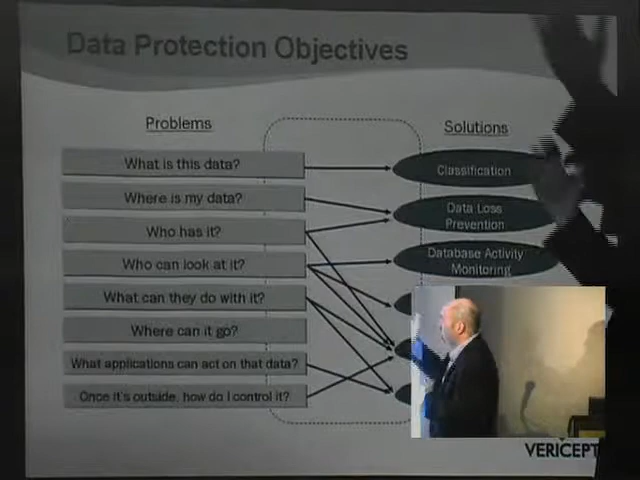 Data Protection Objectives
Problems
Solutions
What is this data?
Where is my data?
Who has it?
Who can look at it?
What can they do with it?
Where can it go?
What applications can act on that data?
Once it's outside, how do I control it?
Classification
Data Loss
Prevention
Database Activity
Monitoring
VERICEPT